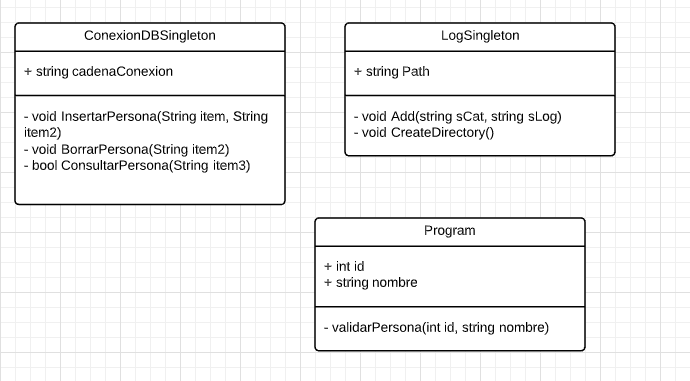 ConexionDBSingleton
+ string cadenaConexion
- void InsertarPersona(String item, String
item2)
- void BorrarPersona(String item2)
- bool ConsultarPersona(String item3)
LogSingleton
+ string Path
- void Add(string sCat, string sLog)
- void CreateDirectory()
Program
+ int id
+ string nombre
- validarPersona(int id, string nombre)